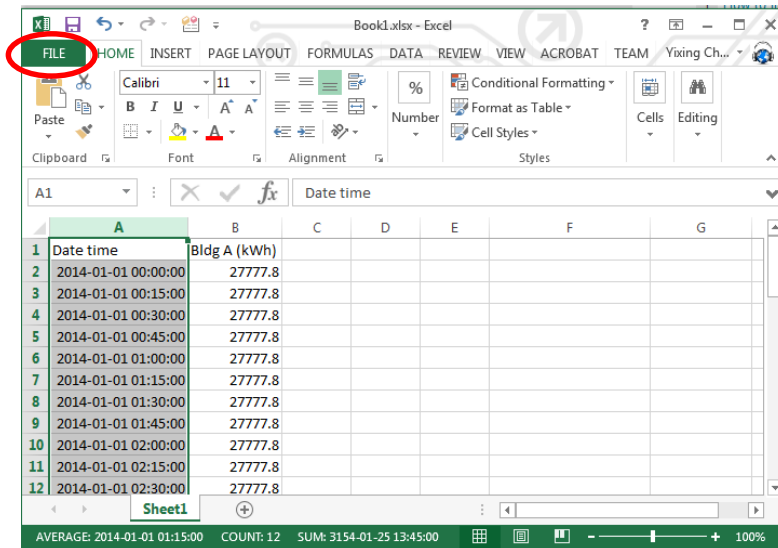 Book1.xlsx - Excel
?
FILE HOME INSERT PAGE LAYOUT FORMULAS DATA REVIEW VIEW ACROBAT TEAM Yixing Ch...
Calibri 11
Conditional Formatting
Format as Table
Cell Styles
B I U A A
A
%
Paste
Number
Cells Editing
Clipboard Font Alignment Styles
A1 fx Date time
A B C D E F G
1 Date time Bldg A (kWh)
2 2014-01-01 00:00:00 27777.8
3 2014-01-01 00:15:00 27777.8
4 2014-01-01 00:30:00 27777.8
5 2014-01-01 00:45:00 27777.8
6 2014-01-01 01:00:00 27777.8
7 2014-01-01 01:15:00 27777.8
8 2014-01-01 01:30:00 27777.8
9 2014-01-01 01:45:00 27777.8
10 2014-01-01 02:00:00 27777.8
11 2014-01-01 02:15:00 27777.8
12 2014-01-01 02:30:00 27777.8
Sheet1
AVERAGE: 2014-01-01 01:15:00 COUNT: 12 SUM: 3154-01-25 13:45:00 100%